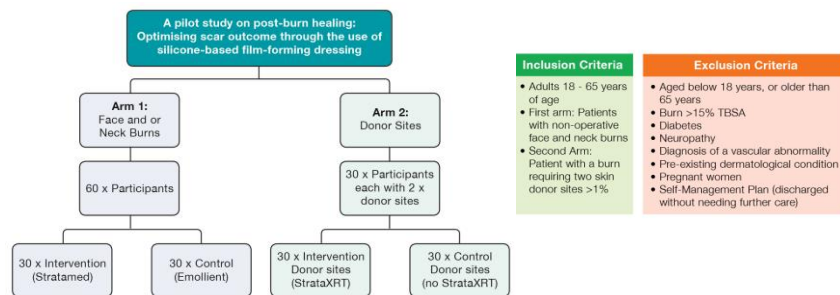 A pilot study on post-burn healing:
Optimising scar outcome through the use of
silicone-based film-forming dressing
Arm 1:
Face and or
Neck Burns
Arm 2:
Donor Sites
60 x Participants
30 x Participants
each with 2 x
donor sites
30 x Intervention
(Stratamed)
30 x Control
(Emollient)
30 x Intervention
Donor sites
(StrataXRT)
30 x Control
Donor sites
(no StrataXRT)
Inclusion Criteria
• Adults 18 - 65 years
of age
• First arm: Patients
with non-operative
face and neck burns
• Second Arm:
Patient with a burn
requiring two skin
donor sites >1%
Exclusion Criteria
• Aged below 18 years, or older than
65 years
• Burn >15% TBSA
• Diabetes
• Neuropathy
• Diagnosis of a vascular abnormality
• Pre-existing dermatological condition
• Pregnant women
• Self-Management Plan (discharged
without needing further care)